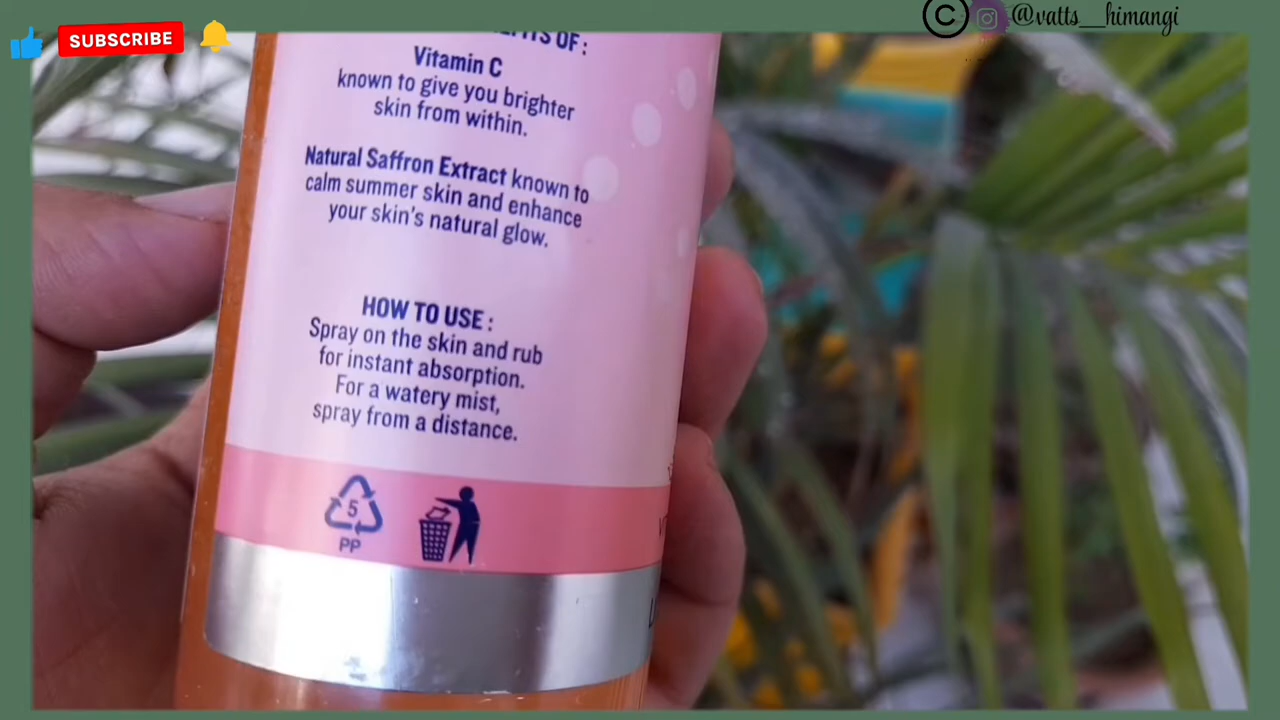 SUBSCRIBE
© @vatts__himangi
OF :
Vitamin C
known to give you brighter
skin from within.
Natural Saffron Extract known to
calm summer skin and enhance
your skin's natural glow.
HOW TO USE :
Spray on the skin and rub
for instant absorption.
For a watery mist,
spray from a distance.
5
PP